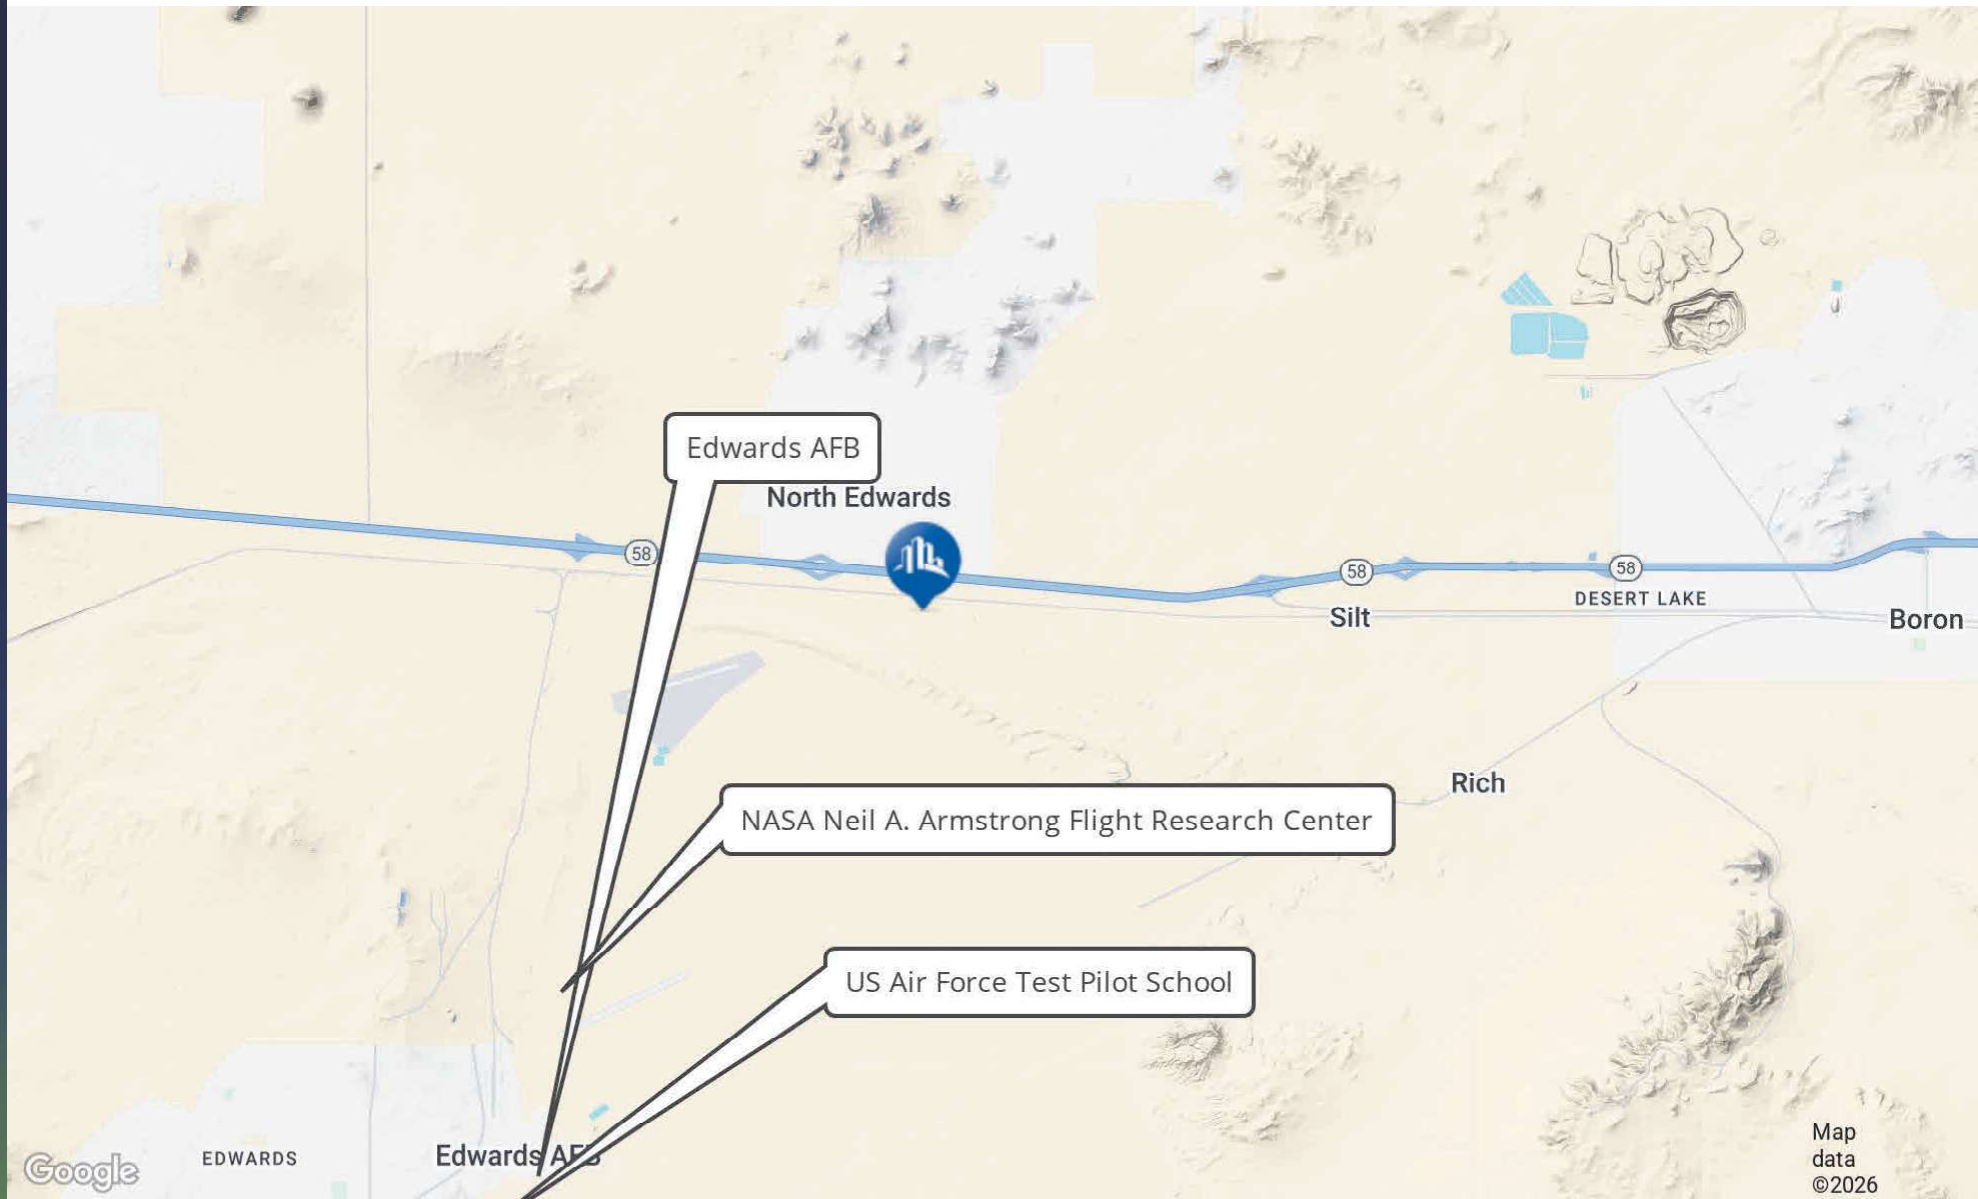 Edwards AFB
North Edwards
58
58
58
DESERT LAKE
Silt
Boron
Rich
NASA Neil A. Armstrong Flight Research Center
US Air Force Test Pilot School
EDWARDS
Edwards AFB
Google
Map
data
©2026